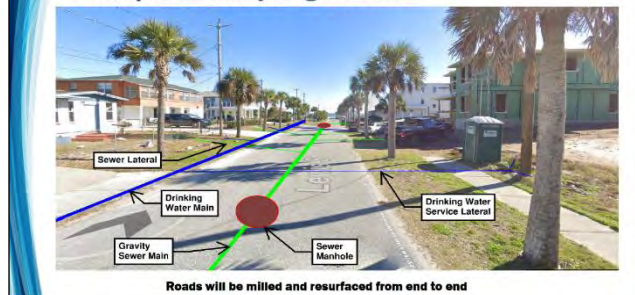 Sewer Lateral
Drinking
Water Main
Drinking Water
Service Lateral
Gravity
Sewer Main
Sewer
Manhole
Roads will be milled and resurfaced from end to end